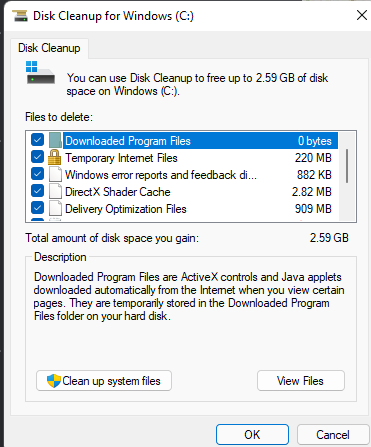 Disk Cleanup for Windows (C:)
Disk Cleanup
You can use Disk Cleanup to free up to 2.59 GB of disk
space on Windows (C:).
Files to delete:
Downloaded Program Files 0 bytes
Temporary Internet Files 220 MB
Windows error reports and feedback di... 882 KB
DirectX Shader Cache 2.82 MB
Delivery Optimization Files 909 MB
Total amount of disk space you gain: 2.59 GB
Description
Downloaded Program Files are ActiveX controls and Java applets
downloaded automatically from the Internet when you view certain
pages. They are temporarily stored in the Downloaded Program
Files folder on your hard disk.
Clean up system files View Files
OK Cancel